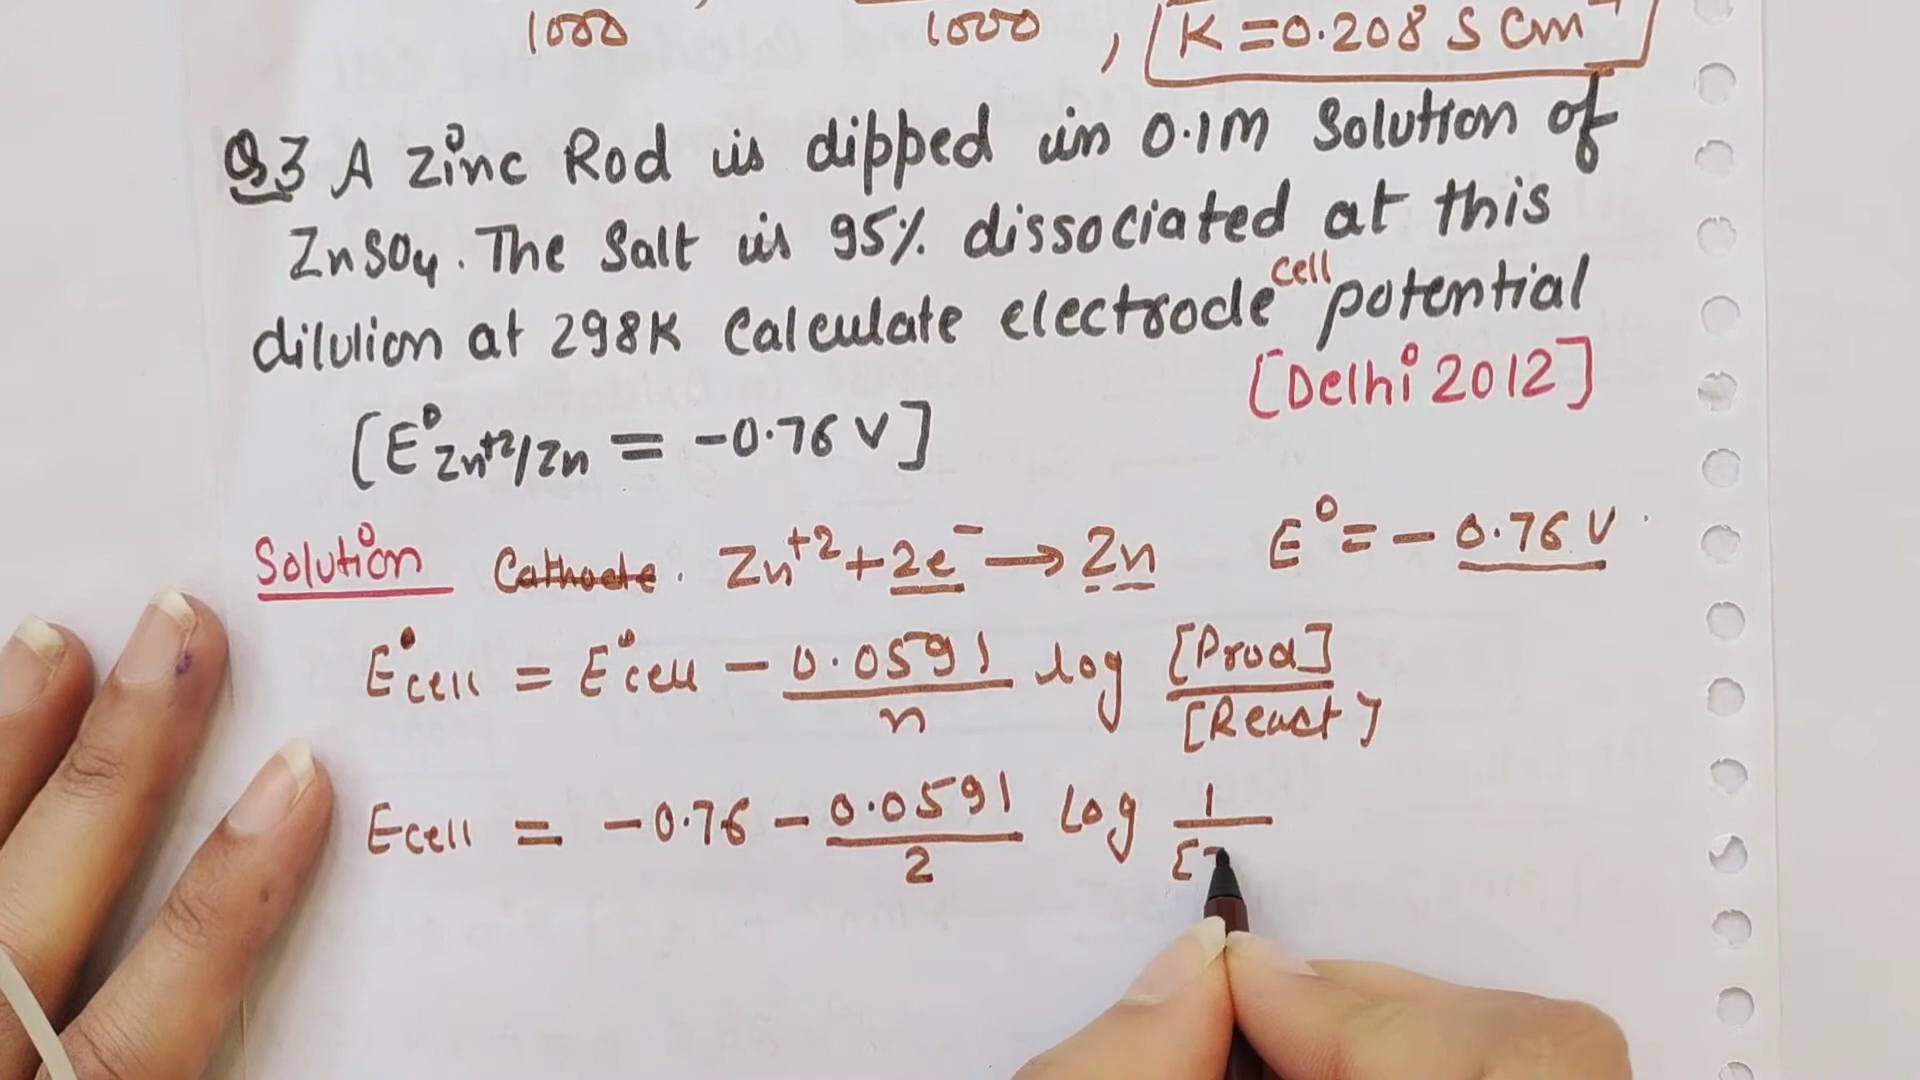 1000 , 1000 , K = 0.208 S cm⁻¹
Q3 A Zinc Rod is dipped in 0.1M Solution of
ZnSO₄. The Salt is 95% dissociated at this
cell
dilution at 298K Calculate electrode potential
[Delhi 2012]
[E° Zn⁺²/Zn = -0.76 V]
Solution Cathode. Zn⁺² + 2e⁻ → Zn E° = - 0.76 V
E°cell = E°cell - 0.0591/n log [Prod]/[React]
Ecell = -0.76 - 0.0591/2 log 1/[